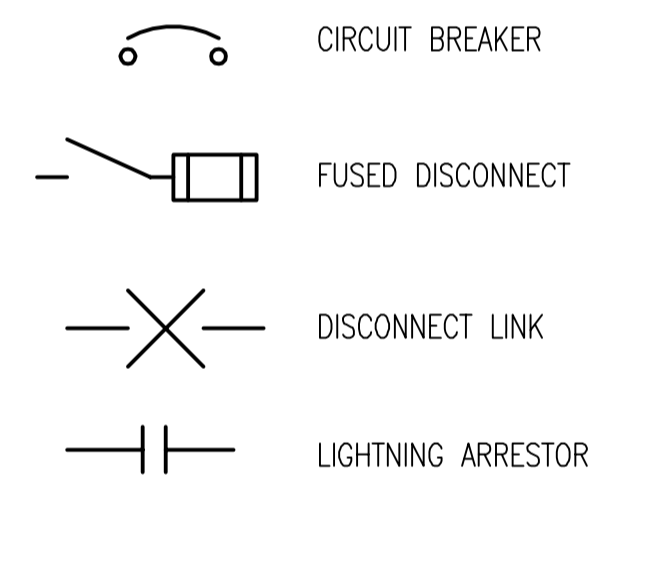 CIRCUIT BREAKER
FUSED DISCONNECT
DISCONNECT LINK
LIGHTNING ARRESTOR